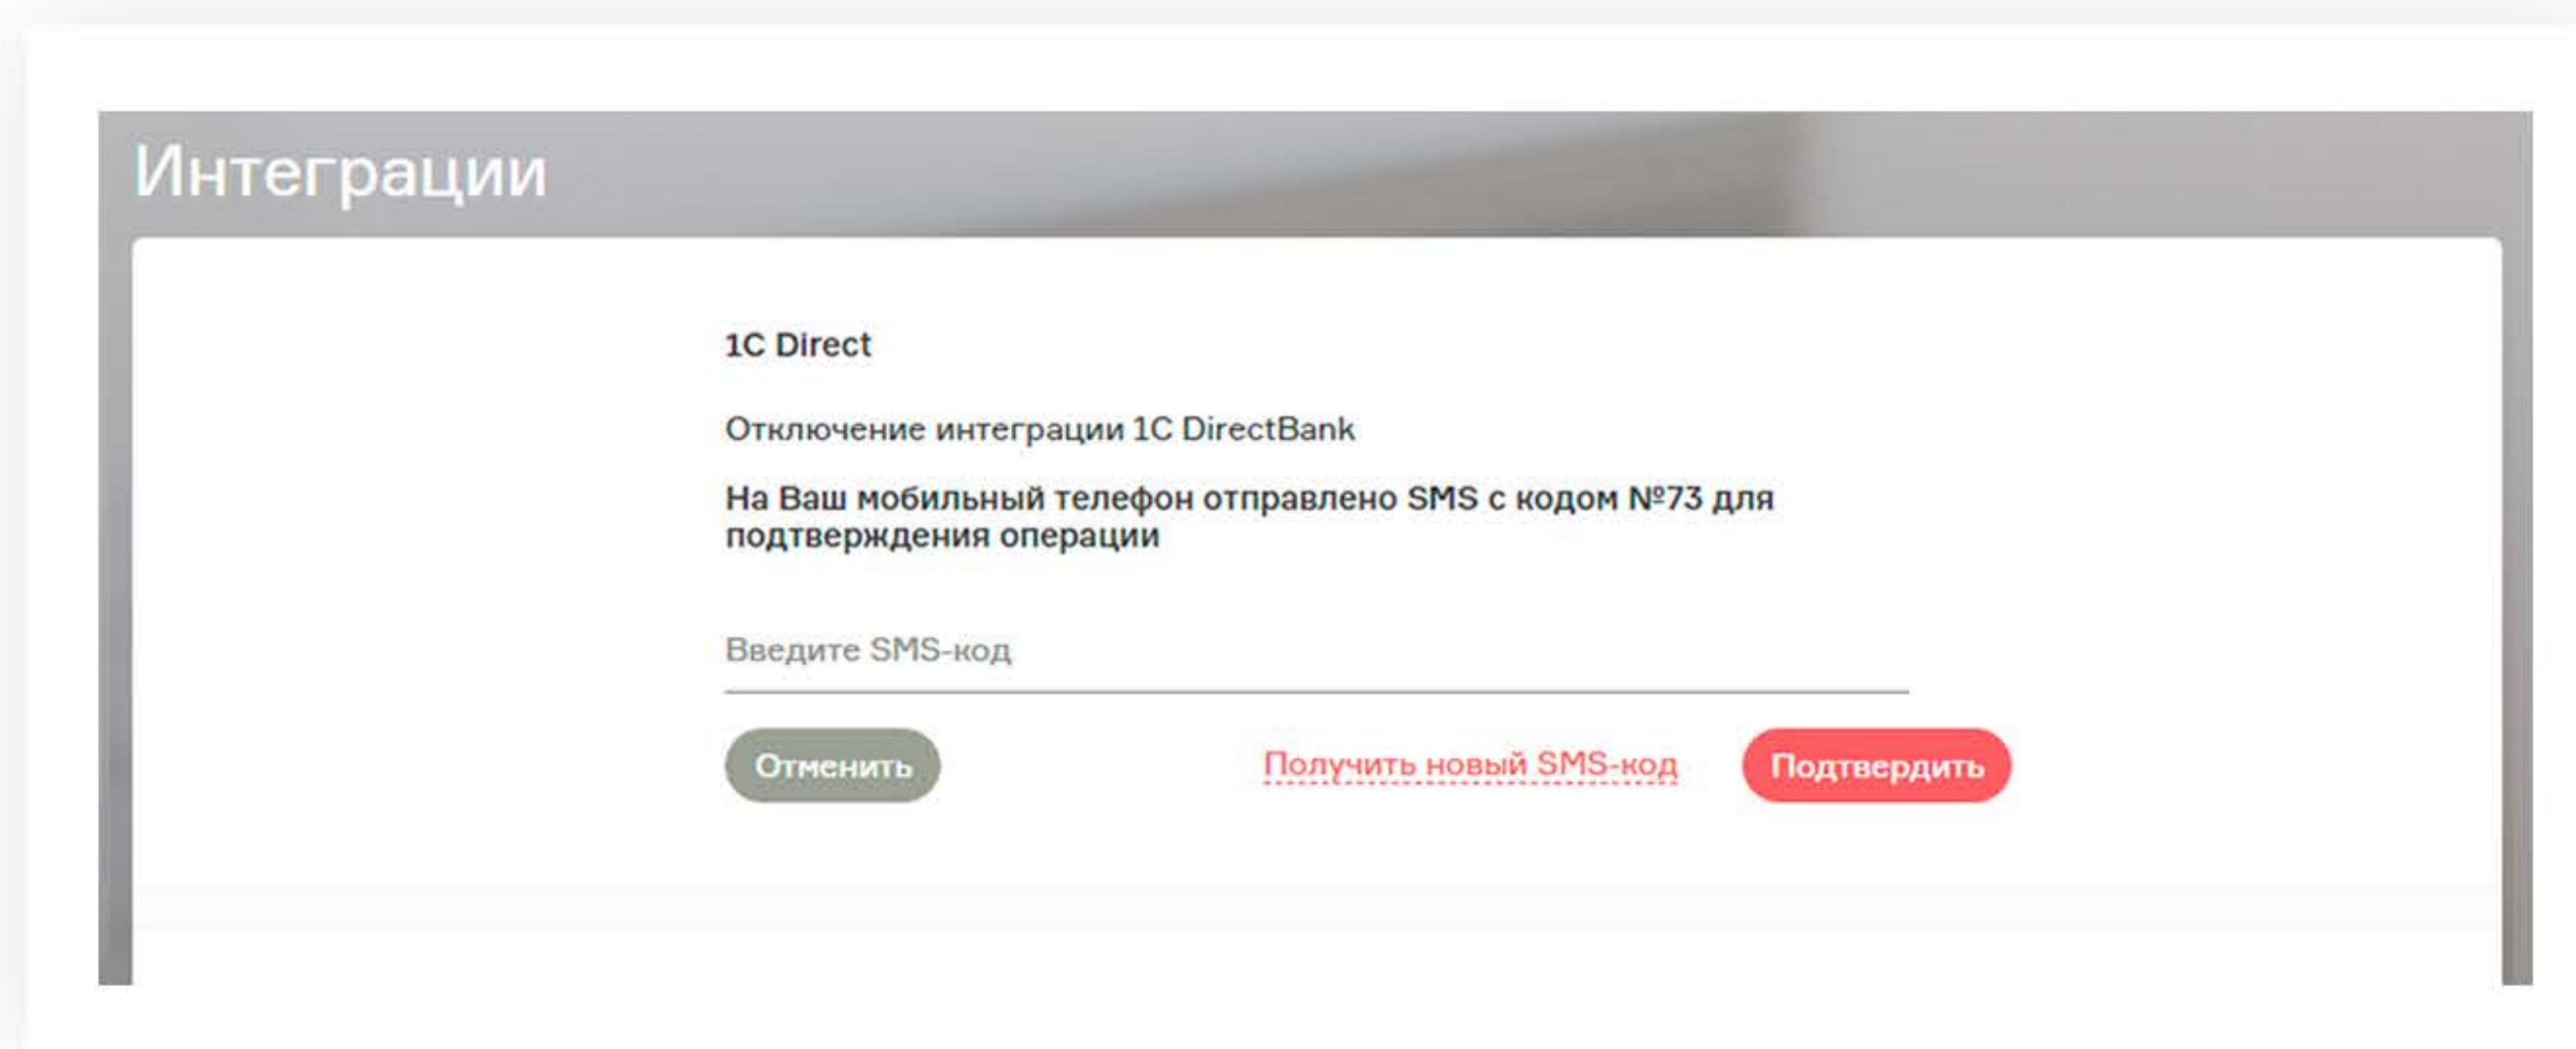 Интеграции
1C Direct
Отключение интеграции 1C DirectBank
На Ваш мобильный телефон отправлено SMS с кодом №73 для
подтверждения операции
Введите SMS-код
Отменить
Получить новый SMS-код
Подтвердить